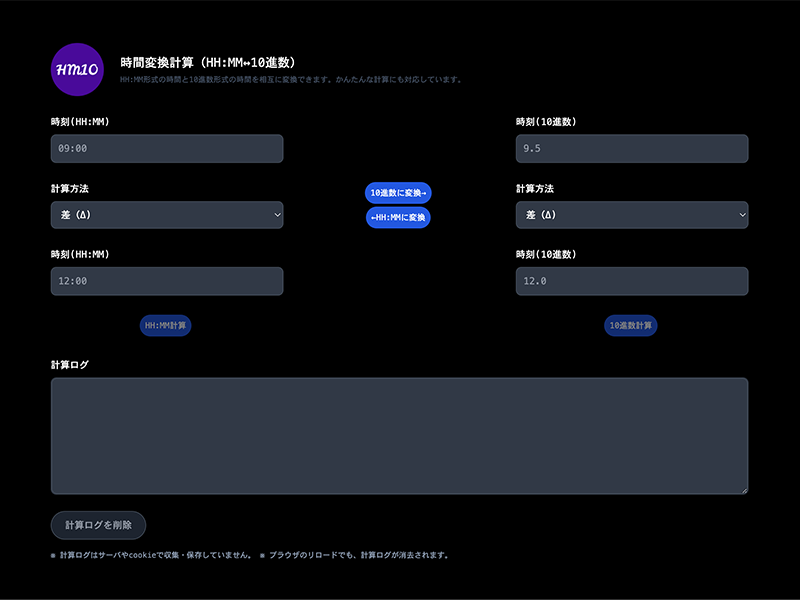 HM10
時間変換計算（HH:MM↔10進数）
HH:MM形式の時間と10進数形式の時間を相互に変換できます。かんたんな計算にも対応しています。
時刻(HH:MM)
09:00
計算方法
差 (Δ)
時刻(HH:MM)
12:00
HH:MM計算
10進数に変換→
←HH:MMに変換
時刻(10進数)
9.5
計算方法
差 (Δ)
時刻(10進数)
12.0
10進数計算
計算ログ
計算ログを削除
※ 計算ログはサーバやcookieで収集・保存していません。 ※ ブラウザのリロードでも、計算ログが消去されます。